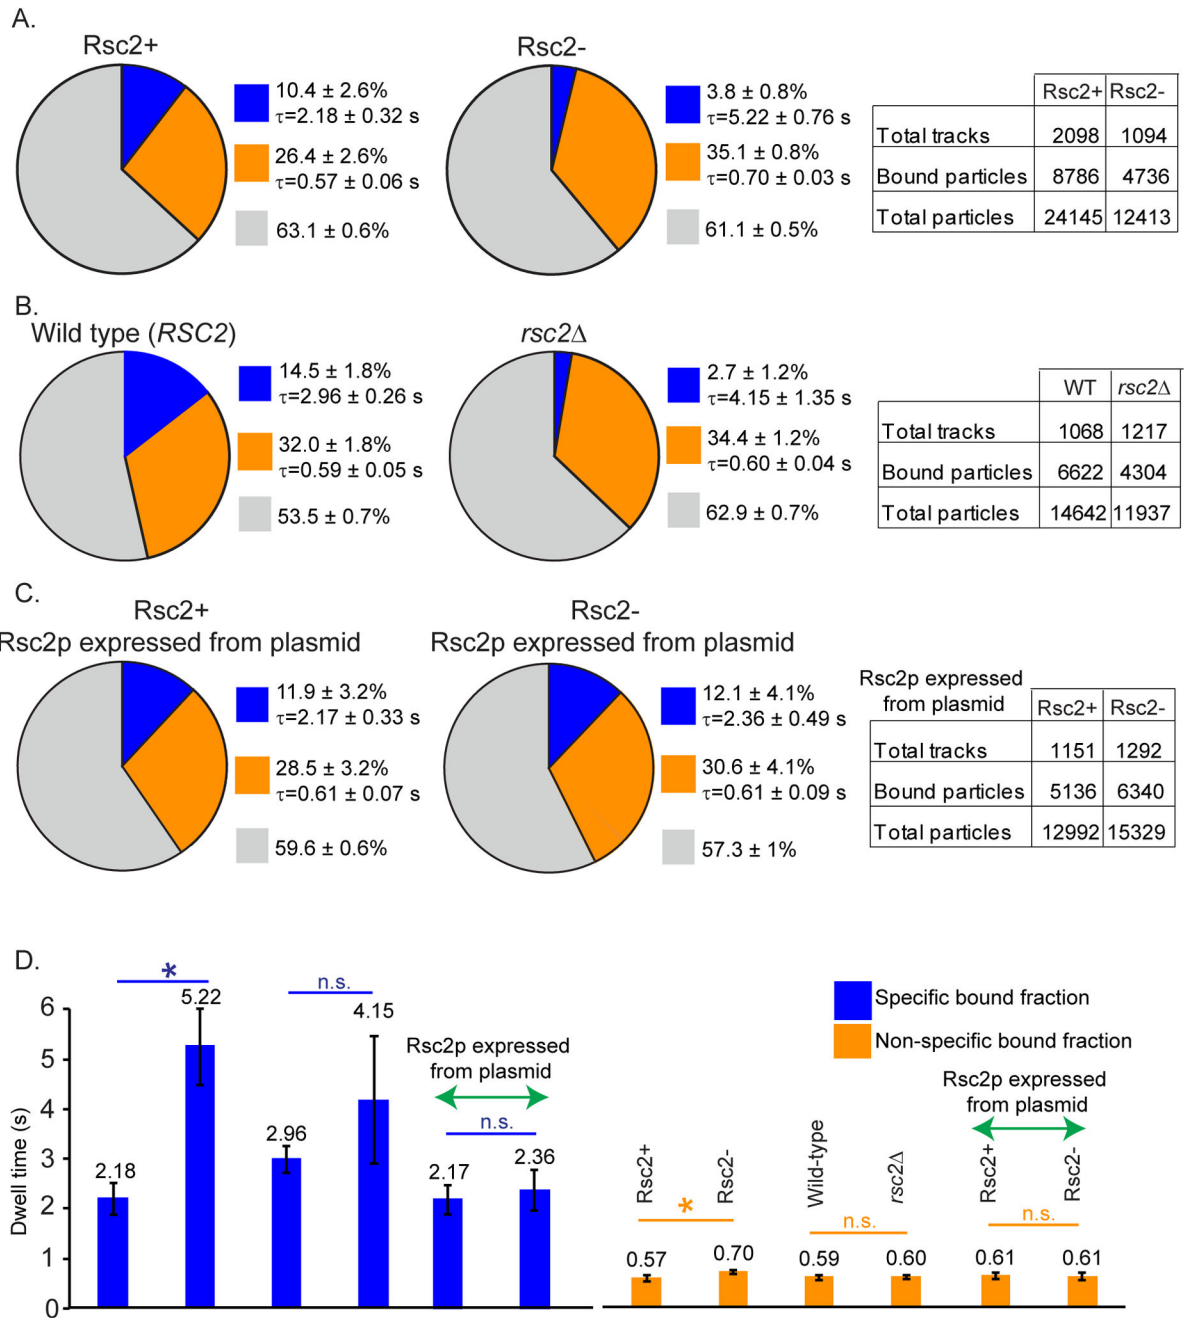 A.
Rsc2+
10.4 ± 2.6%
τ=2.18 ± 0.32 s
26.4 ± 2.6%
τ=0.57 ± 0.06 s
63.1 ± 0.6%
Rsc2-
3.8 ± 0.8%
τ=5.22 ± 0.76 s
35.1 ± 0.8%
τ=0.70 ± 0.03 s
61.1 ± 0.5%
Rsc2+ Rsc2-
Total tracks 2098 1094
Bound particles 8786 4736
Total particles 24145 12413
B.
Wild type (RSC2)
14.5 ± 1.8%
τ=2.96 ± 0.26 s
32.0 ± 1.8%
τ=0.59 ± 0.05 s
53.5 ± 0.7%
rsc2Δ
2.7 ± 1.2%
τ=4.15 ± 1.35 s
34.4 ± 1.2%
τ=0.60 ± 0.04 s
62.9 ± 0.7%
WT rsc2Δ
Total tracks 1068 1217
Bound particles 6622 4304
Total particles 14642 11937
C.
Rsc2+
Rsc2p expressed from plasmid
11.9 ± 3.2%
τ=2.17 ± 0.33 s
28.5 ± 3.2%
τ=0.61 ± 0.07 s
59.6 ± 0.6%
Rsc2-
Rsc2p expressed from plasmid
12.1 ± 4.1%
τ=2.36 ± 0.49 s
30.6 ± 4.1%
τ=0.61 ± 0.09 s
57.3 ± 1%
Rsc2p expressed
from plasmid
Rsc2+ Rsc2-
Total tracks 1151 1292
Bound particles 5136 6340
Total particles 12992 15329
D.
Dwell time (s)
6
5
4
3
2
1
0
*
2.18
5.22
n.s.
2.96
4.15
Rsc2p expressed
from plasmid
n.s.
2.17
2.36
Specific bound fraction
Non-specific bound fraction
Rsc2+
Rsc2-
*
0.57
0.70
Wild-type
rsc2Δ
n.s.
0.59
0.60
Rsc2p expressed
from plasmid
Rsc2+
Rsc2-
n.s.
0.61
0.61